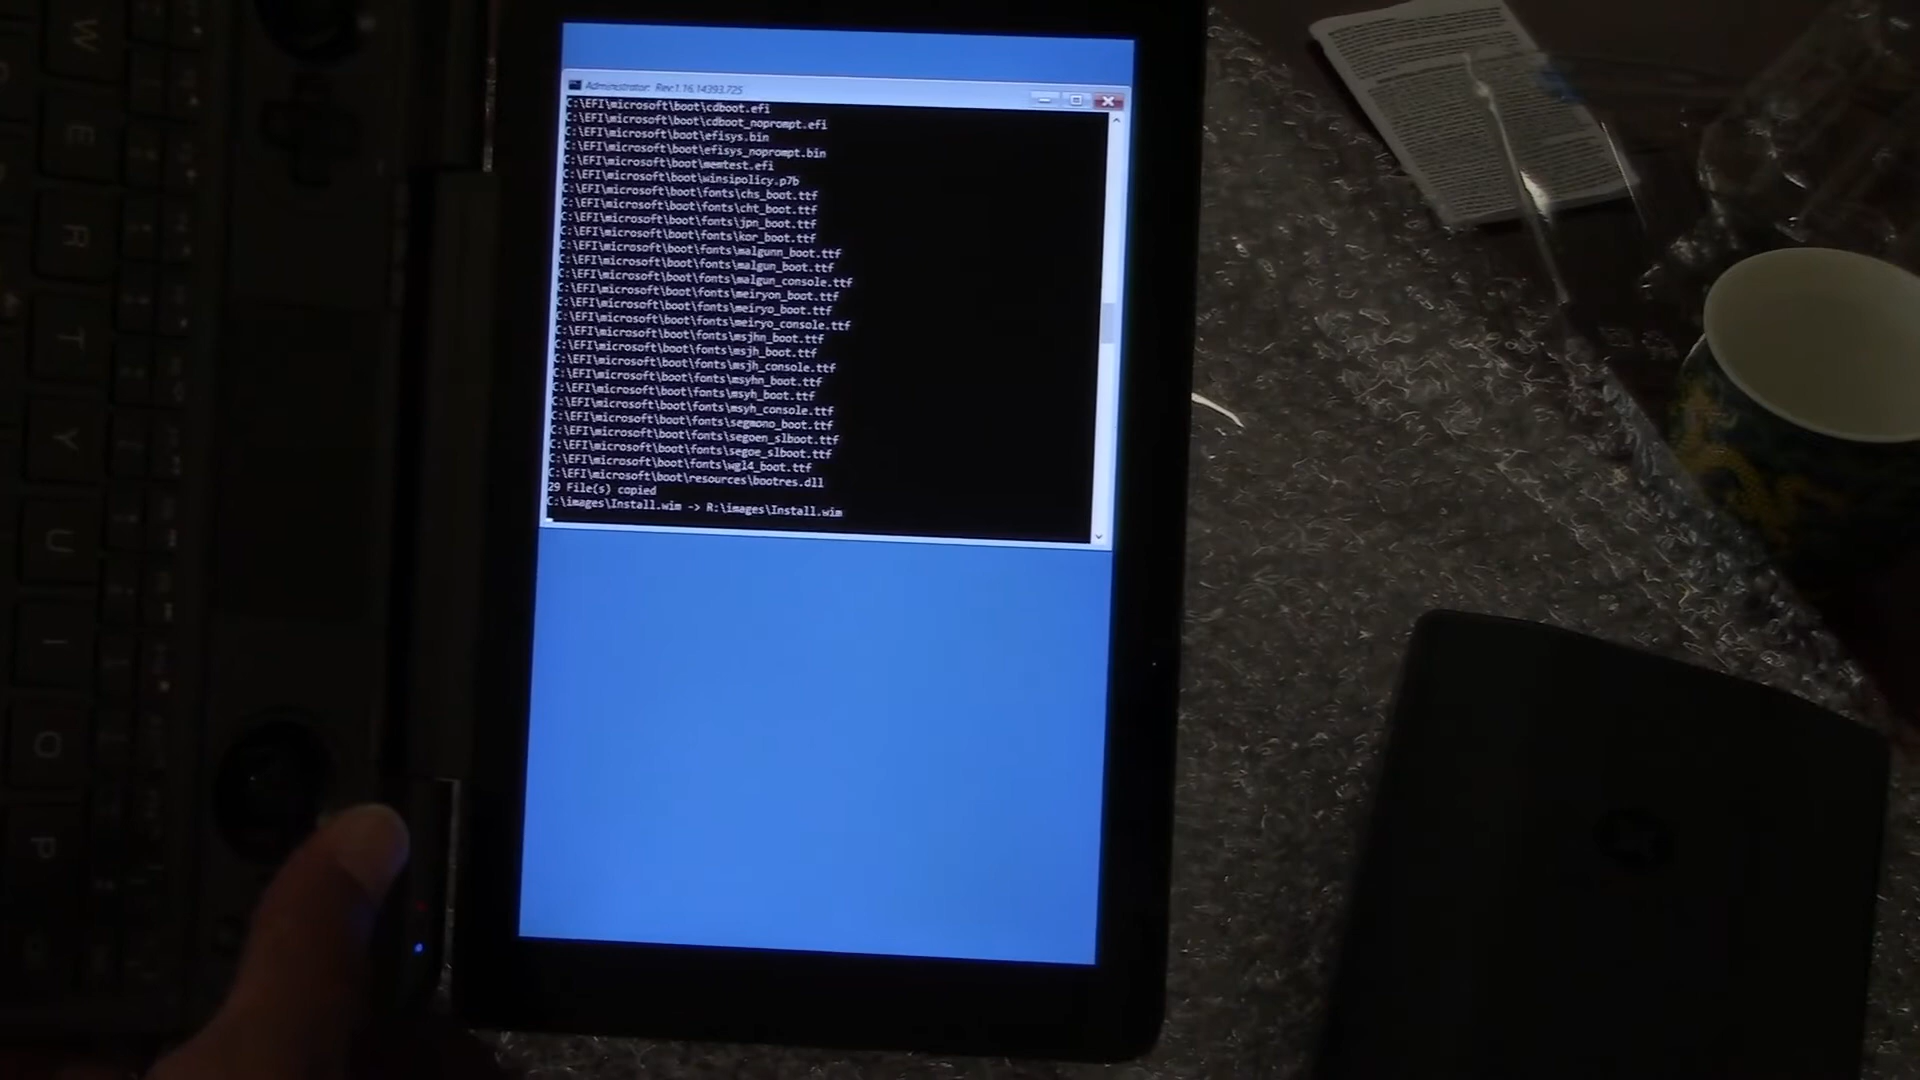 Administrator: Rev:1.16.14393.725
C:\EFI\microsoft\boot\cdboot.efi
C:\EFI\microsoft\boot\cdboot_noprompt.efi
C:\EFI\microsoft\boot\efisys.bin
C:\EFI\microsoft\boot\efisys_noprompt.bin
C:\EFI\microsoft\boot\memtest.efi
C:\EFI\microsoft\boot\winsipolicy.p7b
C:\EFI\microsoft\boot\fonts\chs_boot.ttf
C:\EFI\microsoft\boot\fonts\cht_boot.ttf
C:\EFI\microsoft\boot\fonts\jpn_boot.ttf
C:\EFI\microsoft\boot\fonts\kor_boot.ttf
C:\EFI\microsoft\boot\fonts\malgunn_boot.ttf
C:\EFI\microsoft\boot\fonts\malgun_boot.ttf
C:\EFI\microsoft\boot\fonts\malgun_console.ttf
C:\EFI\microsoft\boot\fonts\meiryon_boot.ttf
C:\EFI\microsoft\boot\fonts\meiryo_boot.ttf
C:\EFI\microsoft\boot\fonts\meiryo_console.ttf
C:\EFI\microsoft\boot\fonts\msjhn_boot.ttf
C:\EFI\microsoft\boot\fonts\msjh_boot.ttf
C:\EFI\microsoft\boot\fonts\msjh_console.ttf
C:\EFI\microsoft\boot\fonts\msyhn_boot.ttf
C:\EFI\microsoft\boot\fonts\msyh_boot.ttf
C:\EFI\microsoft\boot\fonts\msyh_console.ttf
C:\EFI\microsoft\boot\fonts\segmono_boot.ttf
C:\EFI\microsoft\boot\fonts\segoen_slboot.ttf
C:\EFI\microsoft\boot\fonts\segoe_slboot.ttf
C:\EFI\microsoft\boot\fonts\wgl4_boot.ttf
C:\EFI\microsoft\boot\resources\bootres.dll
29 File(s) copied
C:\images\Install.wim -> R:\images\Install.wim
W
E
R
T
Y
U
I
O
P